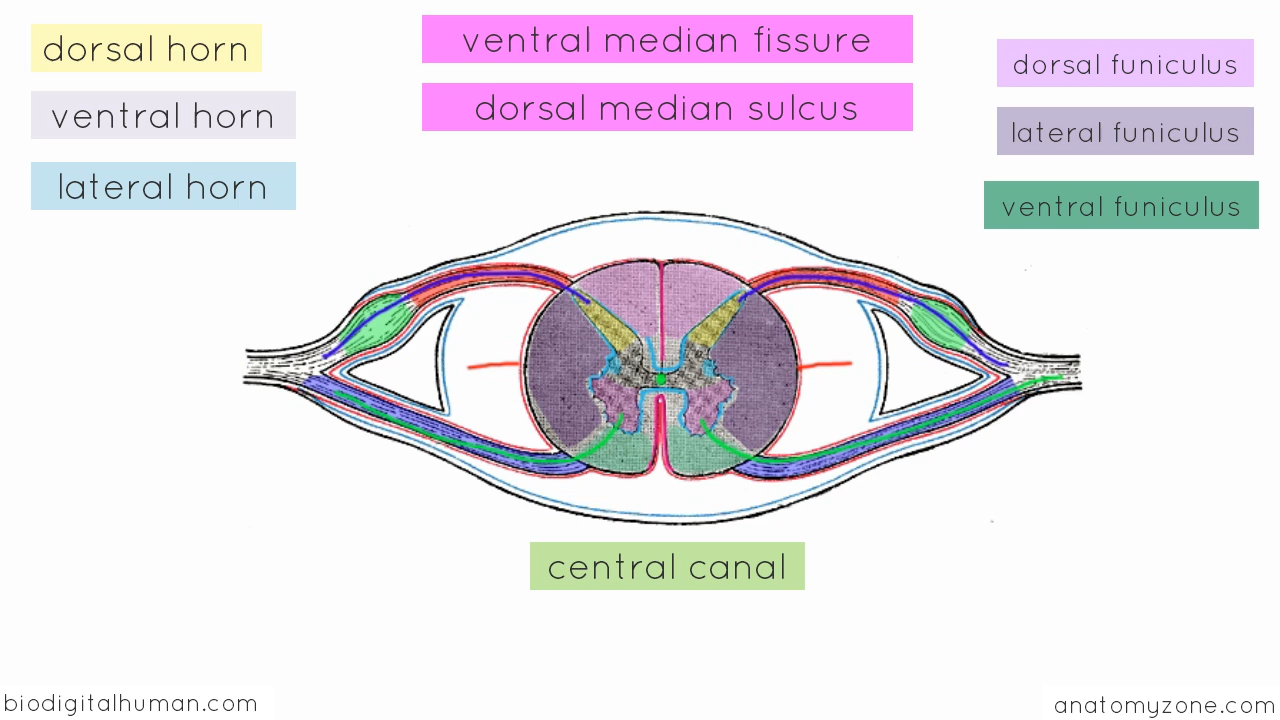 dorsal horn
ventral horn
lateral horn
ventral median fissure
dorsal median sulcus
dorsal funiculus
lateral funiculus
ventral funiculus
central canal
biodigitalhuman.com
anatomyzone.com